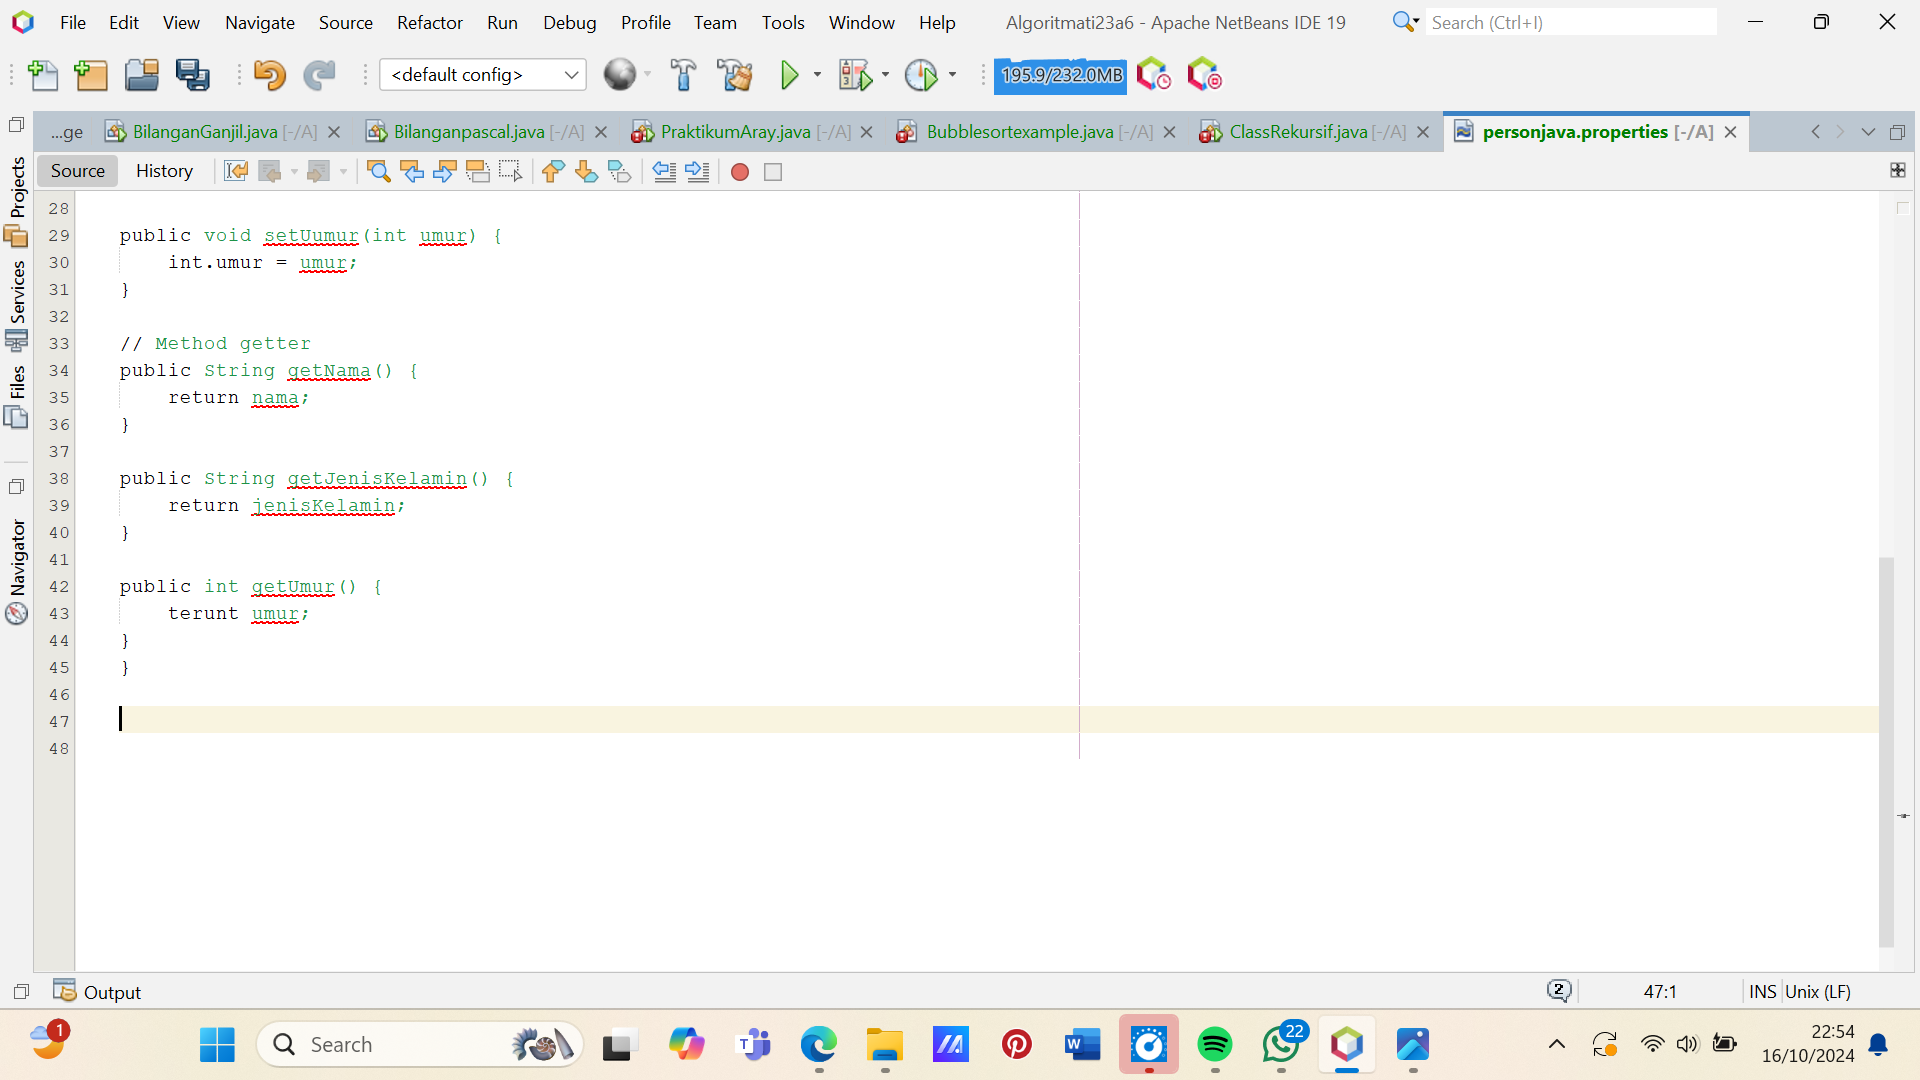 File Edit View Navigate Source Refactor Run Debug Profile Team Tools Window Help Algoritmati23a6 - Apache NetBeans IDE 19 Search (Ctrl+I)
<default config> 195.9/232.0MB
...ge BilanganGanjil.java [-/A] Bilanganpascal.java [-/A] PraktikumAray.java [-/A] Bubblesortexample.java [-/A] ClassRekursif.java [-/A] personjava.properties [-/A]
Source History
Projects
Services
Files
Navigator
28
29 public void setUumur(int umur) {
30 int.umur = umur;
31 }
32
33 // Method getter
34 public String getNama() {
35 return nama;
36 }
37
38 public String getJenisKelamin() {
39 return jenisKelamin;
40 }
41
42 public int getUmur() {
43 terunt umur;
44 }
45 }
46
47
48
Output 2 47:1 INS Unix (LF)
1 Search 22 22:54
16/10/2024